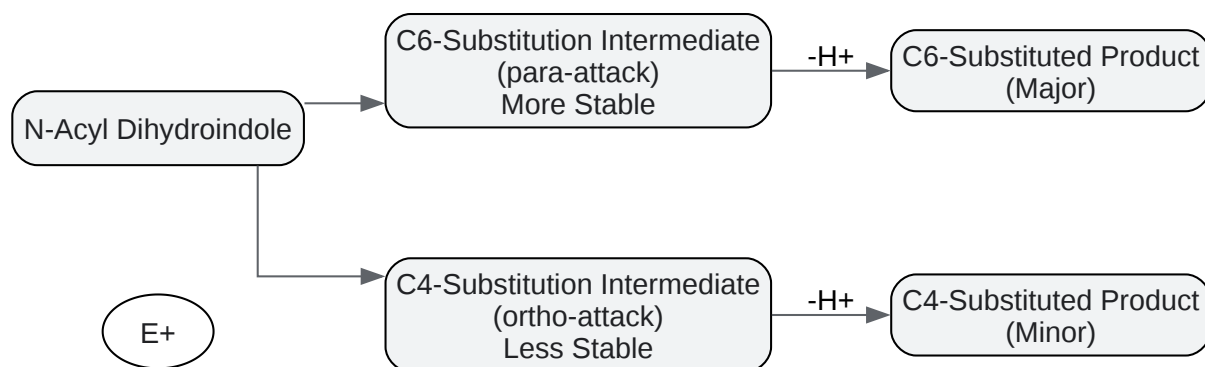 N-Acyl Dihydroindole
C6-Substitution Intermediate
(para-attack)
More Stable
-H+
C6-Substituted Product
(Major)
C4-Substitution Intermediate
(ortho-attack)
Less Stable
-H+
C4-Substituted Product
(Minor)
E+